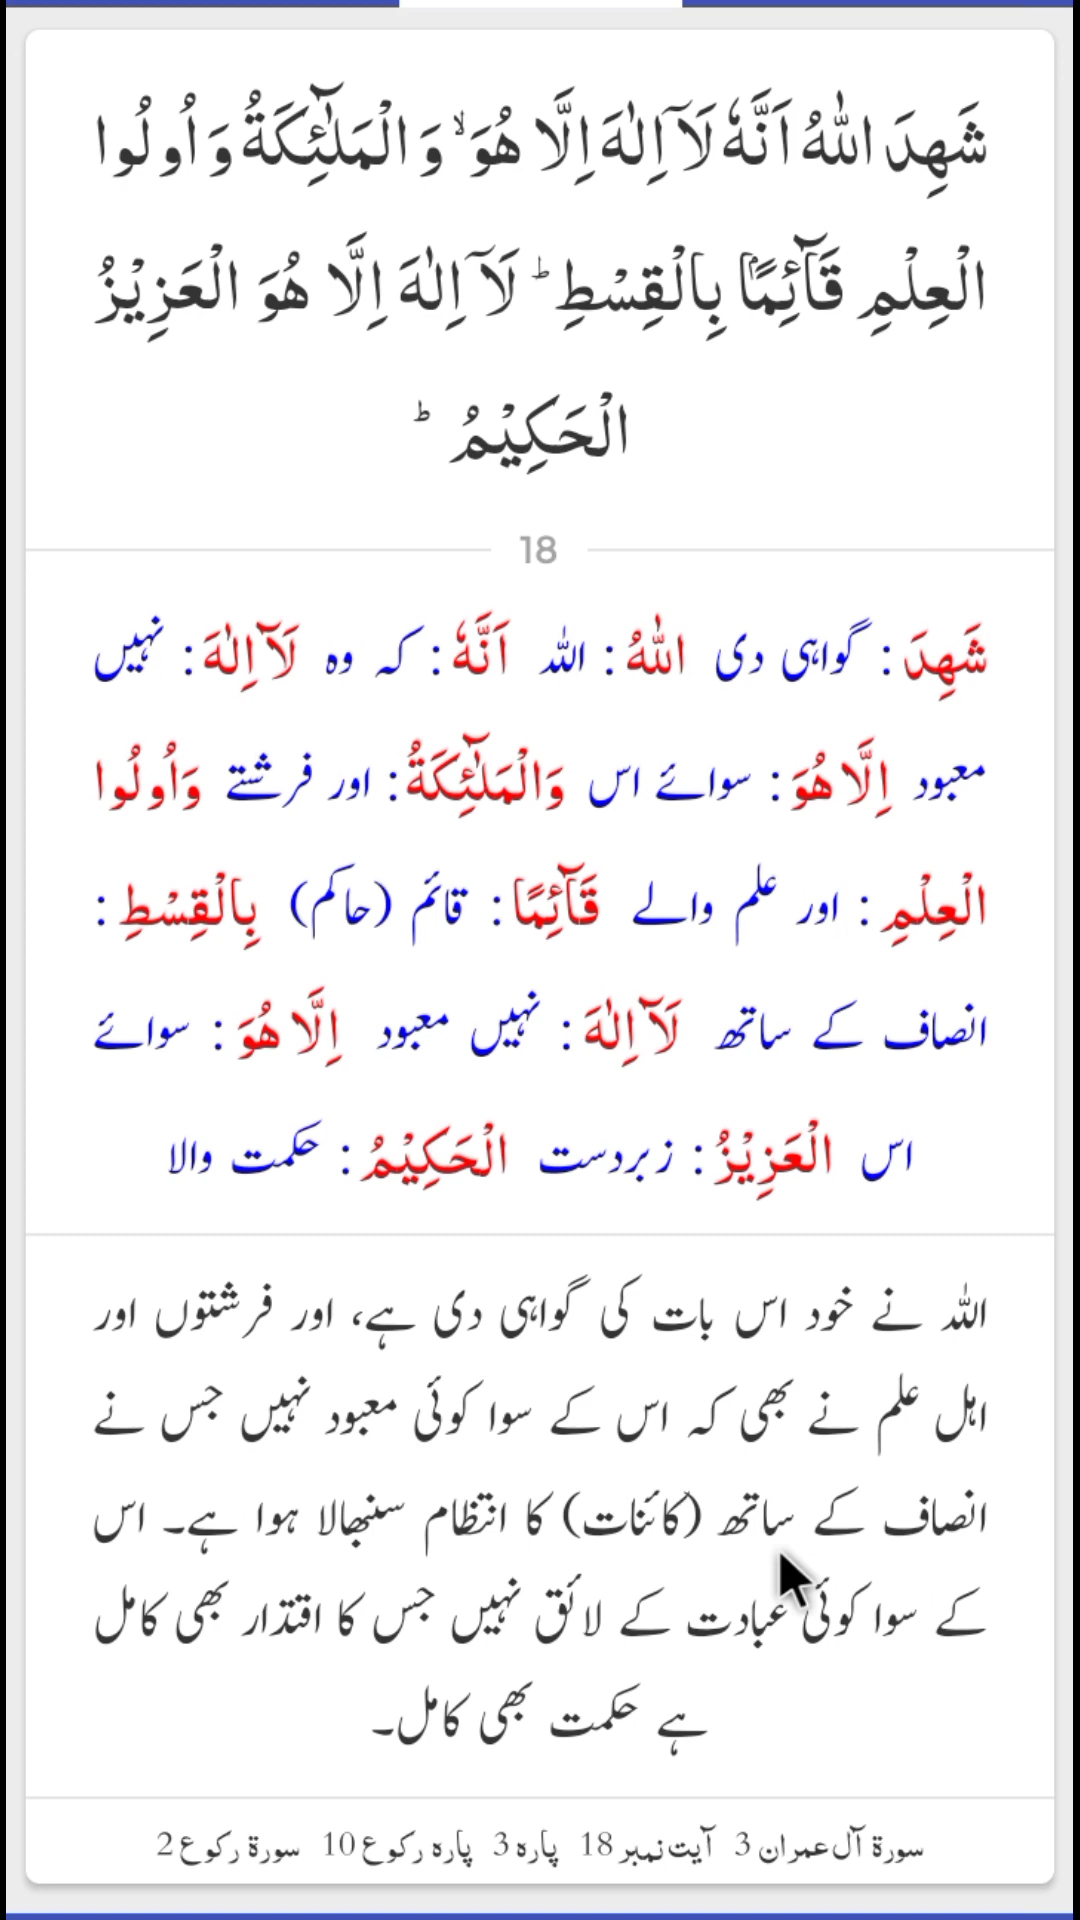 شَهِدَ اللّٰهُ اَنَّهٗ لَاۤ اِلٰهَ اِلَّا هُوَ ۙ وَ الْمَلٰٓئِكَةُ وَ اُولُوا
الْعِلْمِ قَآئِمًۢا بِالْقِسْطِ ؕ لَاۤ اِلٰهَ اِلَّا هُوَ الْعَزِیْزُ
الْحَكِیْمُ ؕ
18
شَهِدَ : گواہی دی اللّٰهُ : اللہ اَنَّهٗ : کہ وہ لَاۤ اِلٰهَ : نہیں
معبود اِلَّا هُوَ : سوائے اس وَالْمَلٰٓئِكَةُ : اور فرشتے وَاُولُوا
الْعِلْمِ : اور علم والے قَآئِمًا : قائم (حاکم) بِالْقِسْطِ :
انصاف کے ساتھ لَاۤ اِلٰهَ : نہیں معبود اِلَّا هُوَ : سوائے
اس الْعَزِیْزُ : زبردست الْحَكِیْمُ : حکمت والا
اللہ نے خود اس بات کی گواہی دی ہے، اور فرشتوں اور
اہل علم نے بھی کہ اس کے سوا کوئی معبود نہیں جس نے
انصاف کے ساتھ (کائنات) کا انتظام سنبھالا ہوا ہے۔ اس
کے سوا کوئی عبادت کے لائق نہیں جس کا اقتدار بھی کامل
ہے حکمت بھی کامل۔
سورۃ آل عمران 3 آیت نمبر 18 پارہ 3 پارہ رکوع 10 سورۃ رکوع 2